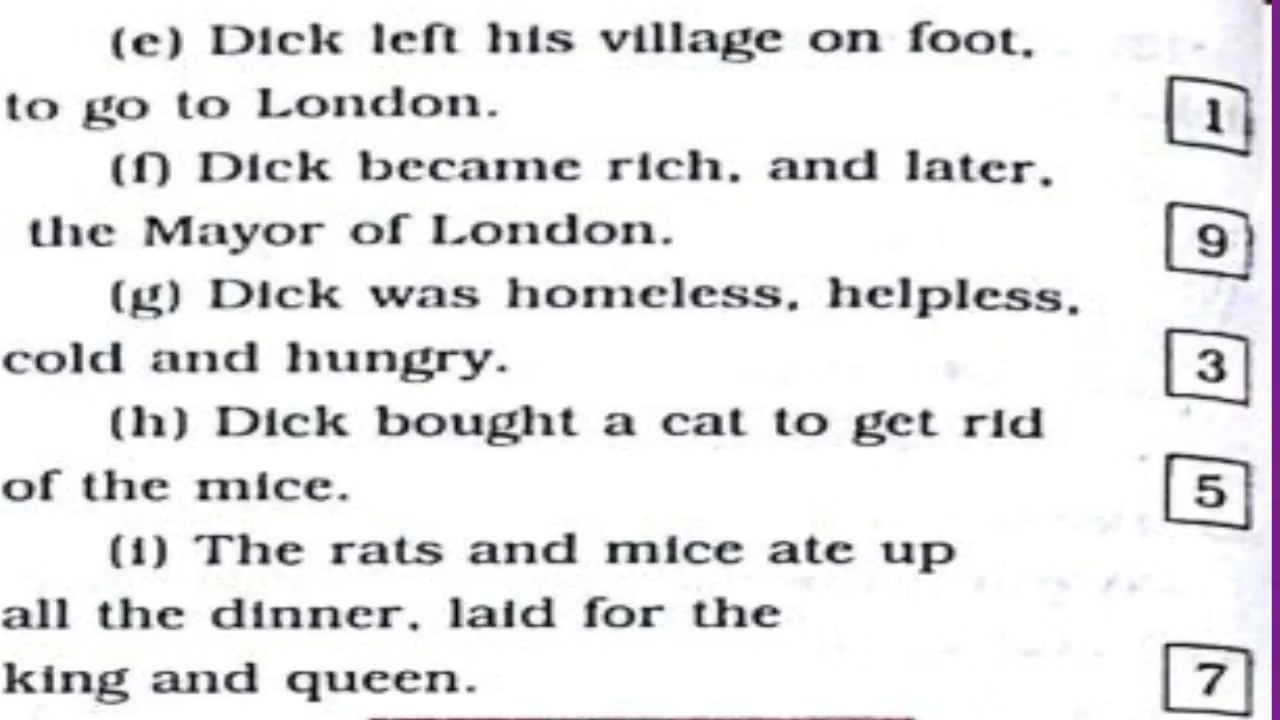 (e) Dick left his village on foot,
to go to London.
1
(f) Dick became rich, and later,
the Mayor of London.
9
(g) Dick was homeless, helpless,
cold and hungry.
3
(h) Dick bought a cat to get rid
of the mice.
5
(i) The rats and mice ate up
all the dinner, laid for the
king and queen.
7